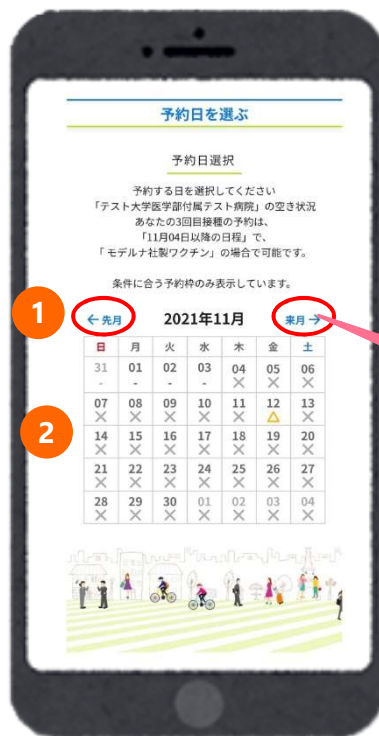 予約日を選ぶ
予約日選択
予約する日を選択してください
「テスト大学医学部付属テスト病院」の空き状況
あなたの3回目接種の予約は、
「11月04日以降の日程」で、
「モデルナ社製ワクチン」の場合で可能です。
条件に合う予約枠のみ表示しています。
1
←先月 2021年11月 来月→
日 月 火 水 木 金 土
31 01 02 03 04 05 06
- - - - × × ×
07 08 09 10 11 12 13
× × × × × △ ×
2
14 15 16 17 18 19 20
× × × × × × ×
21 22 23 24 25 26 27
× × × × × × ×
28 29 30 01 02 03 04
× × × × × × ×